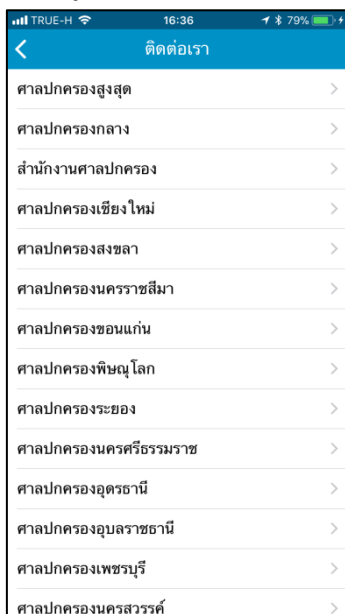 TRUE-H 16:36 79%
ติดต่อเรา
ศาลปกครองสูงสุด
ศาลปกครองกลาง
สำนักงานศาลปกครอง
ศาลปกครองเชียงใหม่
ศาลปกครองสงขลา
ศาลปกครองนครราชสีมา
ศาลปกครองขอนแก่น
ศาลปกครองพิษณุโลก
ศาลปกครองระยอง
ศาลปกครองนครศรีธรรมราช
ศาลปกครองอุดรธานี
ศาลปกครองอุบลราชธานี
ศาลปกครองเพชรบุรี
ศาลปกครองนครสวรรค์